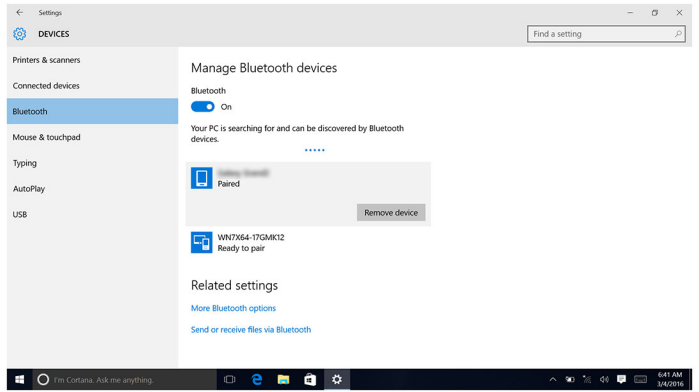 Settings
DEVICES
Find a setting
Printers & scanners
Connected devices
Bluetooth
Mouse & touchpad
Typing
AutoPlay
USB
Manage Bluetooth devices
Bluetooth
On
Your PC is searching for and can be discovered by Bluetooth
devices.
Paired
Remove device
WN7X64-17GMK12
Ready to pair
Related settings
More Bluetooth options
Send or receive files via Bluetooth
I'm Cortana. Ask me anything.
6:41 AM
3/4/2016